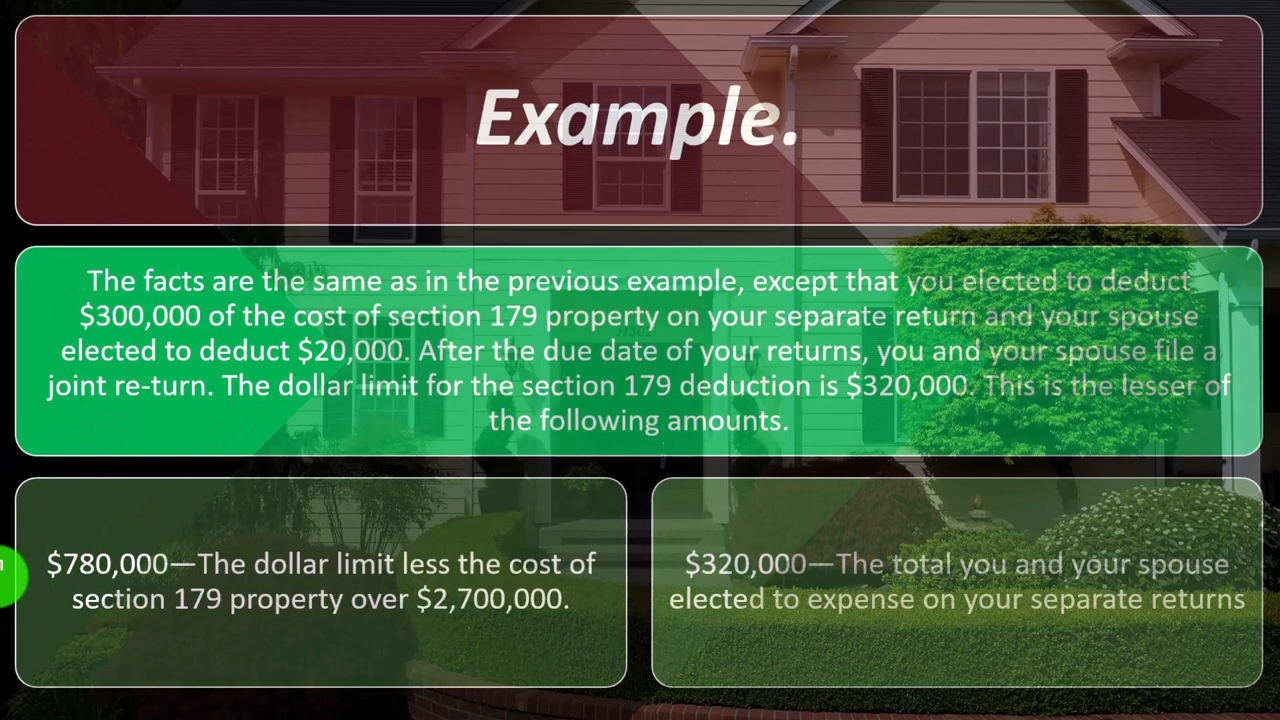 Example.
The facts are the same as in the previous example, except that you elected to deduct
$300,000 of the cost of section 179 property on your separate return and your spouse
elected to deduct $20,000. After the due date of your returns, you and your spouse file a
joint re-turn. The dollar limit for the section 179 deduction is $320,000. This is the lesser of
the following amounts.
$780,000—The dollar limit less the cost of
section 179 property over $2,700,000.
$320,000—The total you and your spouse
elected to expense on your separate returns